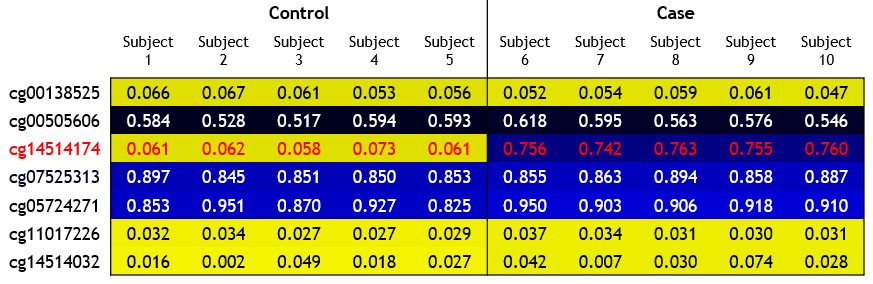 Control Case
Subject Subject Subject Subject Subject Subject Subject Subject Subject Subject
1 2 3 4 5 6 7 8 9 10
cg00138525 0.066 0.067 0.061 0.053 0.056 0.052 0.054 0.059 0.061 0.047
cg00505606 0.584 0.528 0.517 0.594 0.593 0.618 0.595 0.563 0.576 0.546
cg14514174 0.061 0.062 0.058 0.073 0.061 0.756 0.742 0.763 0.755 0.760
cg07525313 0.897 0.845 0.851 0.850 0.853 0.855 0.863 0.894 0.858 0.887
cg05724271 0.853 0.951 0.870 0.927 0.825 0.950 0.903 0.906 0.918 0.910
cg11017226 0.032 0.034 0.027 0.027 0.029 0.037 0.034 0.031 0.030 0.031
cg14514032 0.016 0.002 0.049 0.018 0.027 0.042 0.007 0.030 0.074 0.028